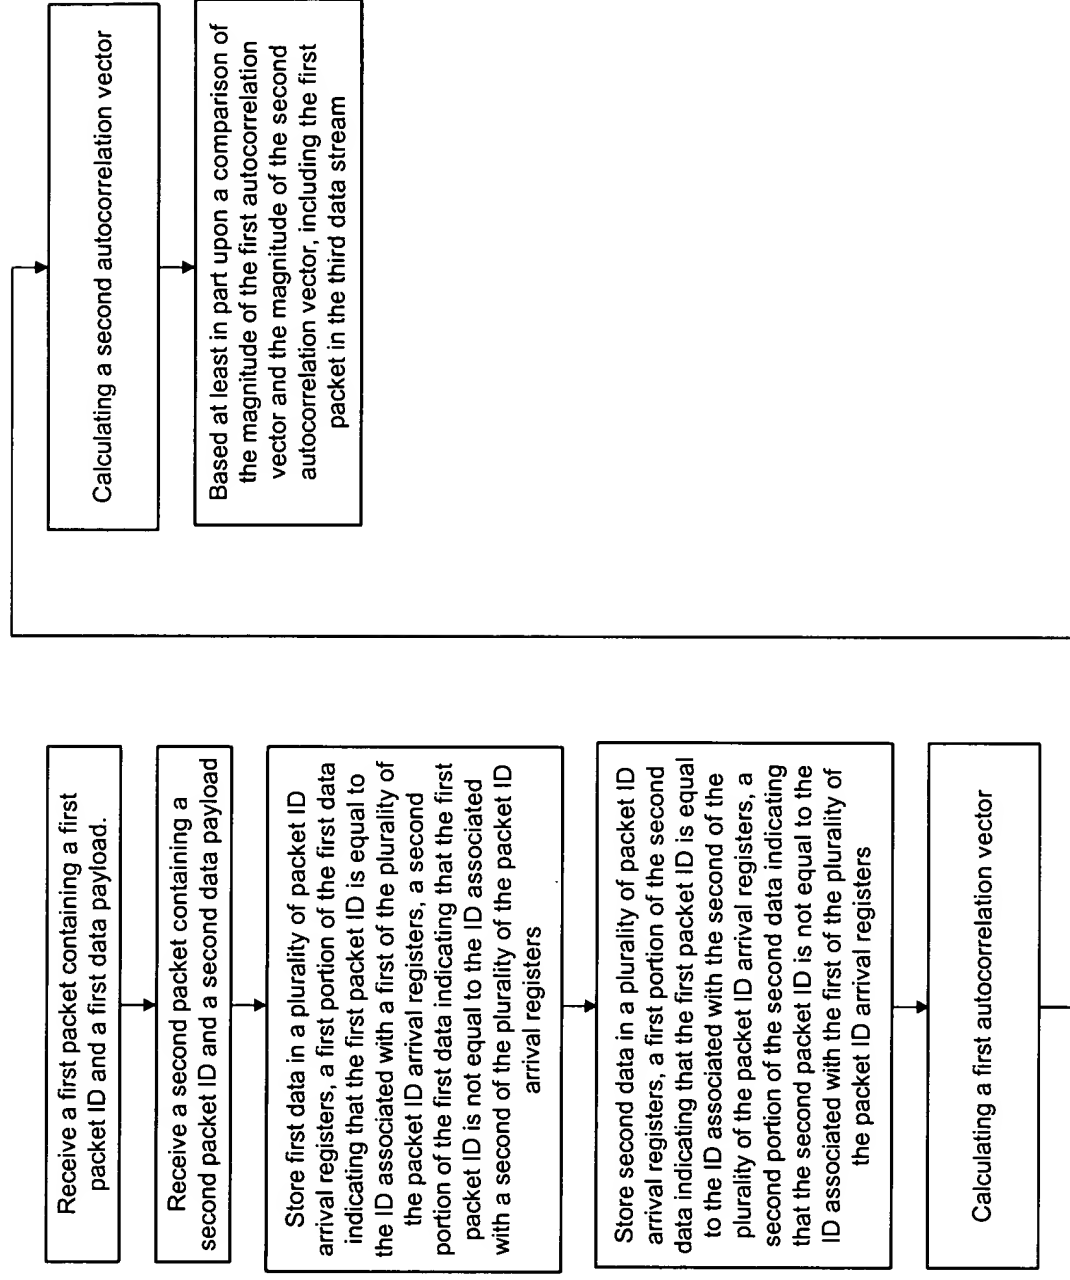 Receive a first packet containing a first
packet ID and a first data payload.
Receive a second packet containing a
second packet ID and a second data payload
Store first data in a plurality of packet ID
arrival registers, a first portion of the first data
indicating that the first packet ID is equal to
the ID associated with a first of the plurality of
the packet ID arrival registers, a second
portion of the first data indicating that the first
packet ID is not equal to the ID associated
with a second of the plurality of the packet ID
arrival registers
Store second data in a plurality of packet ID
arrival registers, a first portion of the second
data indicating that the first packet ID is equal
to the ID associated with the second of the
plurality of the packet ID arrival registers, a
second portion of the second data indicating
that the second packet ID is not equal to the
ID associated with the first of the plurality of
the packet ID arrival registers
Calculating a first autocorrelation vector
Calculating a second autocorrelation vector
Based at least in part upon a comparison of
the magnitude of the first autocorrelation
vector and the magnitude of the second
autocorrelation vector, including the first
packet in the third data stream